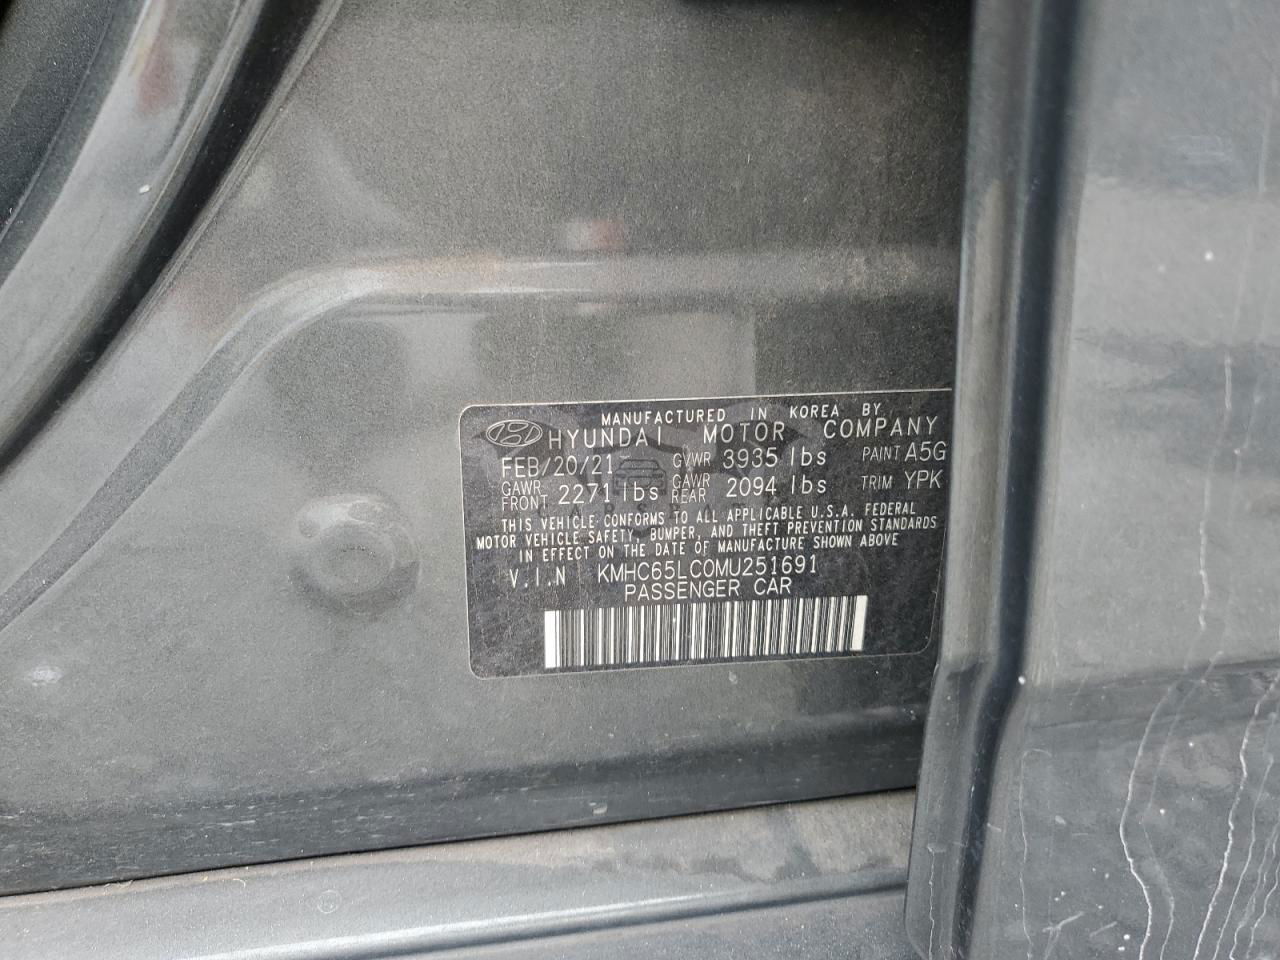 MANUFACTURED IN KOREA BY
HYUNDAI MOTOR COMPANY
FEB/20/21 GVWR 3935 lbs PAINT A5G
GAWR FRONT 2271 lbs GAWR REAR 2094 lbs TRIM YPK
THIS VEHICLE CONFORMS TO ALL APPLICABLE U.S.A. FEDERAL
MOTOR VEHICLE SAFETY, BUMPER, AND THEFT PREVENTION STANDARDS
IN EFFECT ON THE DATE OF MANUFACTURE SHOWN ABOVE
V.I.N KMHC65LC0MU251691
PASSENGER CAR